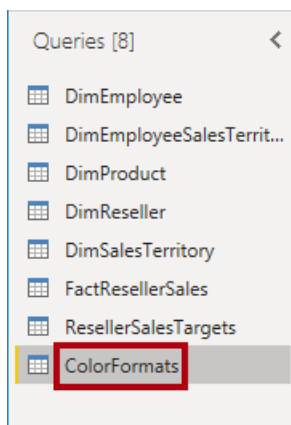 Queries [8]
DimEmployee
DimEmployeeSalesTerrit...
DimProduct
DimReseller
DimSalesTerritory
FactResellerSales
ResellerSalesTargets
ColorFormats